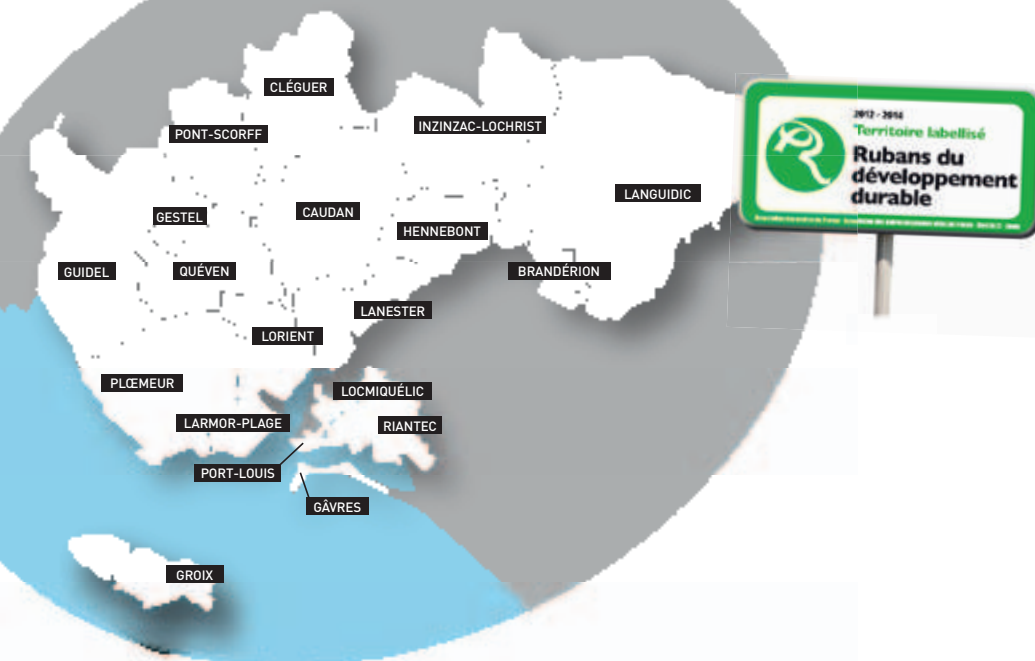 CLÉGUER
PONT-SCORFF
INZINZAC-LOCHRIST
LANGUIDIC
GESTEL
CAUDAN
HENNEBONT
GUIDEL
QUÉVEN
BRANDÉRION
LANESTER
LORIENT
PLŒMEUR
LOCMIQUÉLIC
LARMOR-PLAGE
RIANTEC
PORT-LOUIS
GÂVRES
GROIX
2012 - 2014
Territoire labellisé
Rubans du
développement
durable